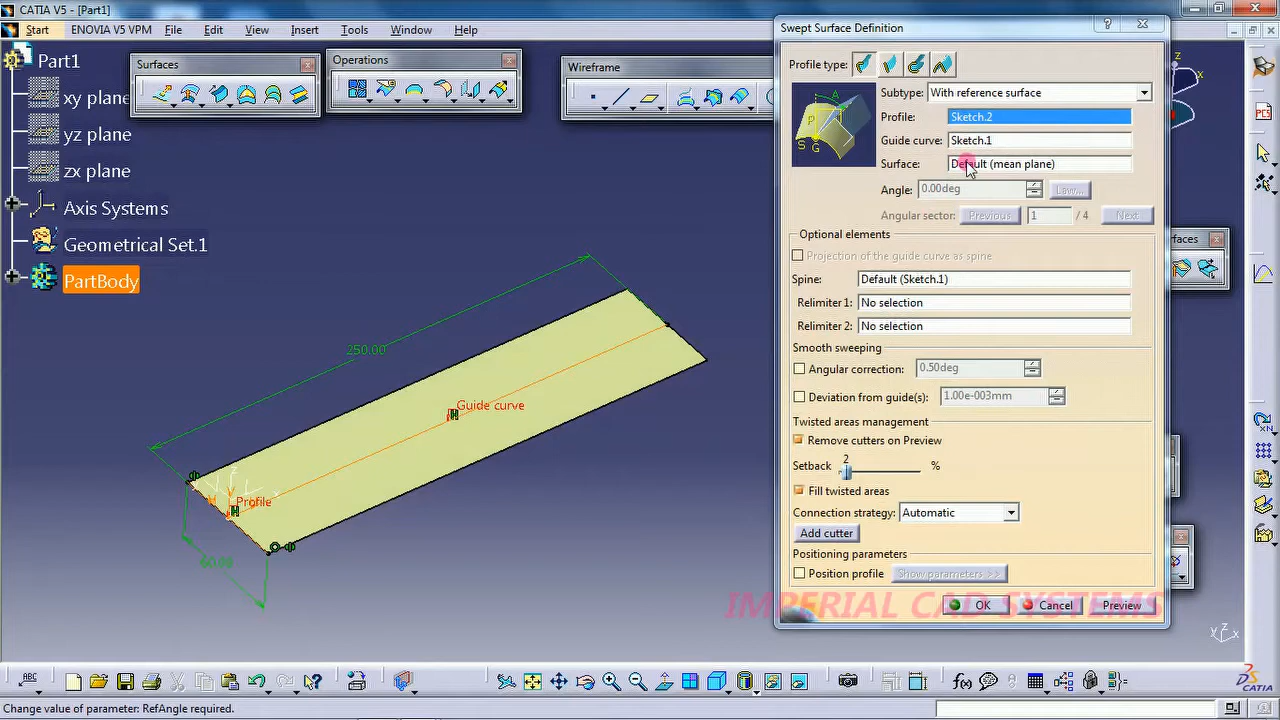 CATIA V5 - [Part1]
Start ENOVIA V5 VPM File Edit View Insert Tools Window Help
Part1
xy plane
yz plane
zx plane
Axis Systems
Geometrical Set.1
PartBody
Surfaces
Operations
Wireframe
Swept Surface Definition
Profile type:
Subtype: With reference surface
Profile: Sketch.2
Guide curve: Sketch.1
Surface: Default (mean plane)
Angle: 0.00deg Law...
Angular sector: Previous 1 / 4 Next
Optional elements
Projection of the guide curve as spine
Spine: Default (Sketch.1)
Relimiter 1: No selection
Relimiter 2: No selection
Smooth sweeping
Angular correction: 0.50deg
Deviation from guide(s): 1.00e-003mm
Twisted areas management
Remove cutters on Preview
Setback 2 %
Fill twisted areas
Connection strategy: Automatic
Add cutter
Positioning parameters
Position profile Show parameters >>
OK Cancel Preview
IMPERIAL CAD SYSTEMS
A
P
S G
z
x
faces
250.00
Guide curve
Profile
60.00
PCS
ABC
f(x)
CATIA
Change value of parameter: RefAngle required.